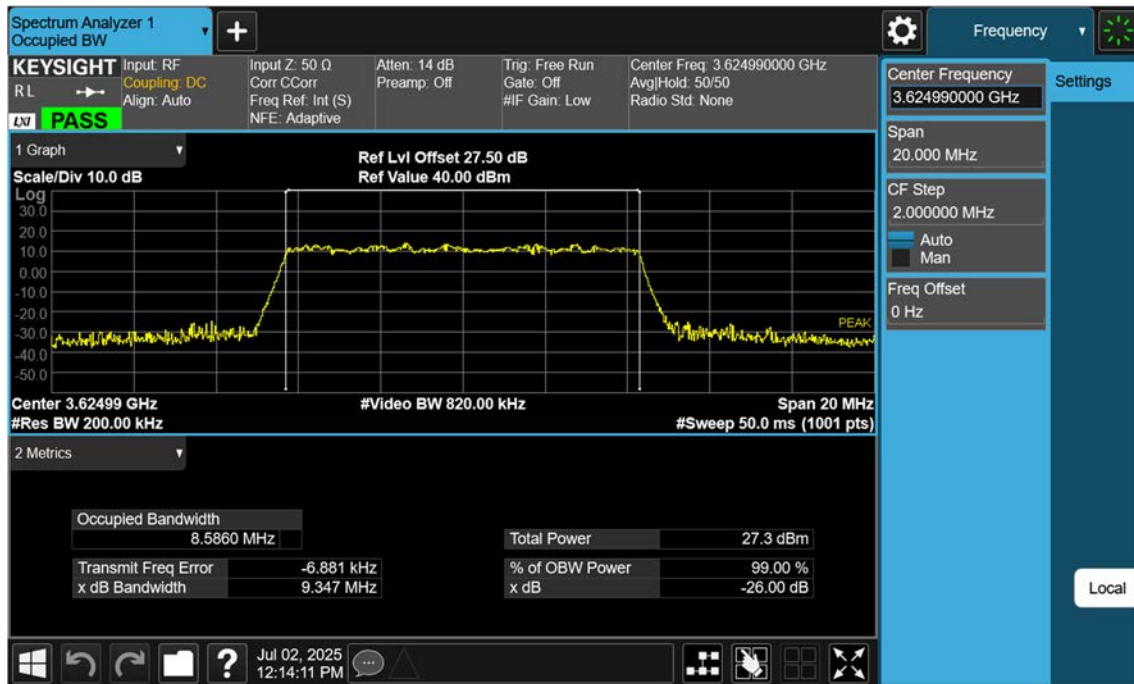 Spectrum Analyzer 1
Occupied BW
Frequency
KEYSIGHT
R L
LXI
PASS
Input: RF
Coupling: DC
Align: Auto
Input Z: 50 Ω
Corr CCorr
Freq Ref: Int (S)
NFE: Adaptive
Atten: 14 dB
Preamp: Off
Trig: Free Run
Gate: Off
#IF Gain: Low
Center Freq: 3.624990000 GHz
Avg|Hold: 50/50
Radio Std: None
Center Frequency
3.624990000 GHz
Settings
Span
20.000 MHz
CF Step
2.000000 MHz
Auto
Man
Freq Offset
0 Hz
1 Graph
Scale/Div 10.0 dB
Ref Lvl Offset 27.50 dB
Ref Value 40.00 dBm
Log
30.0
20.0
10.0
0.00
-10.0
-20.0
-30.0
-40.0
-50.0
PEAK
Center 3.62499 GHz
#Video BW 820.00 kHz
Span 20 MHz
#Res BW 200.00 kHz
#Sweep 50.0 ms (1001 pts)
2 Metrics
Occupied Bandwidth
8.5860 MHz
Total Power 27.3 dBm
Transmit Freq Error -6.881 kHz
% of OBW Power 99.00 %
x dB Bandwidth 9.347 MHz
x dB -26.00 dB
Local
?
Jul 02, 2025
12:14:11 PM